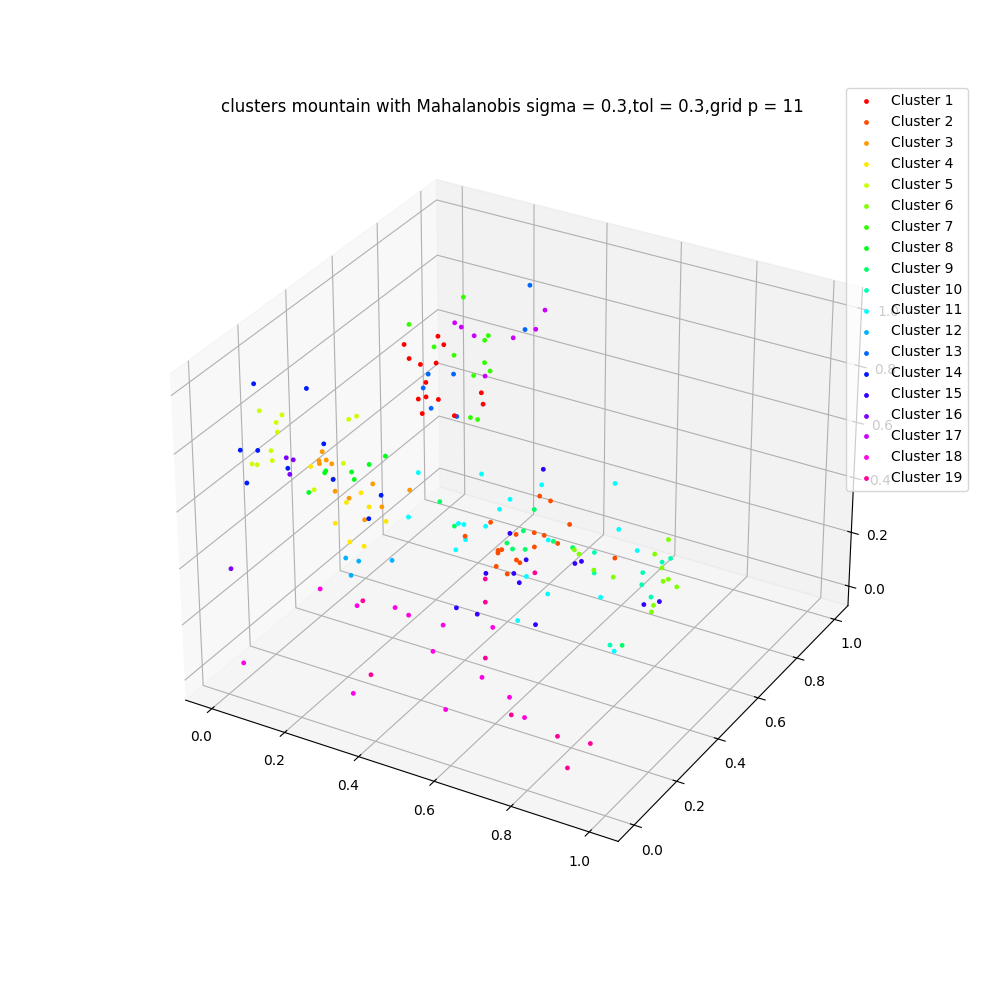 clusters mountain with Mahalanobis sigma = 0.3,tol = 0.3,grid p = 11
Cluster 1
Cluster 2
Cluster 3
Cluster 4
Cluster 5
Cluster 6
Cluster 7
Cluster 8
Cluster 9
Cluster 10
Cluster 11
Cluster 12
Cluster 13
Cluster 14
Cluster 15
Cluster 16
Cluster 17
Cluster 18
Cluster 19
1.0
0.8
0.6
0.4
0.2
0.0
0.0
0.2
0.4
0.6
0.8
1.0
1.0
0.8
0.6
0.4
0.2
0.0